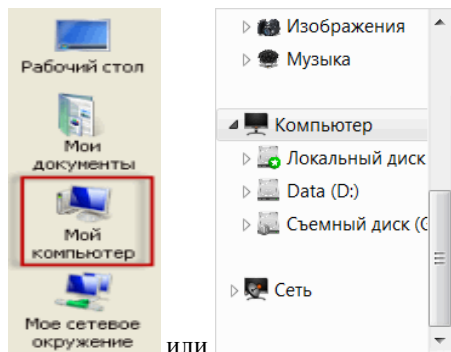 Рабочий стол
Мои
документы
Мой
компьютер
Мое сетевое
окружение
или
Изображения
Музыка
Компьютер
Локальный диск
Data (D:)
Съемный диск (
Сеть